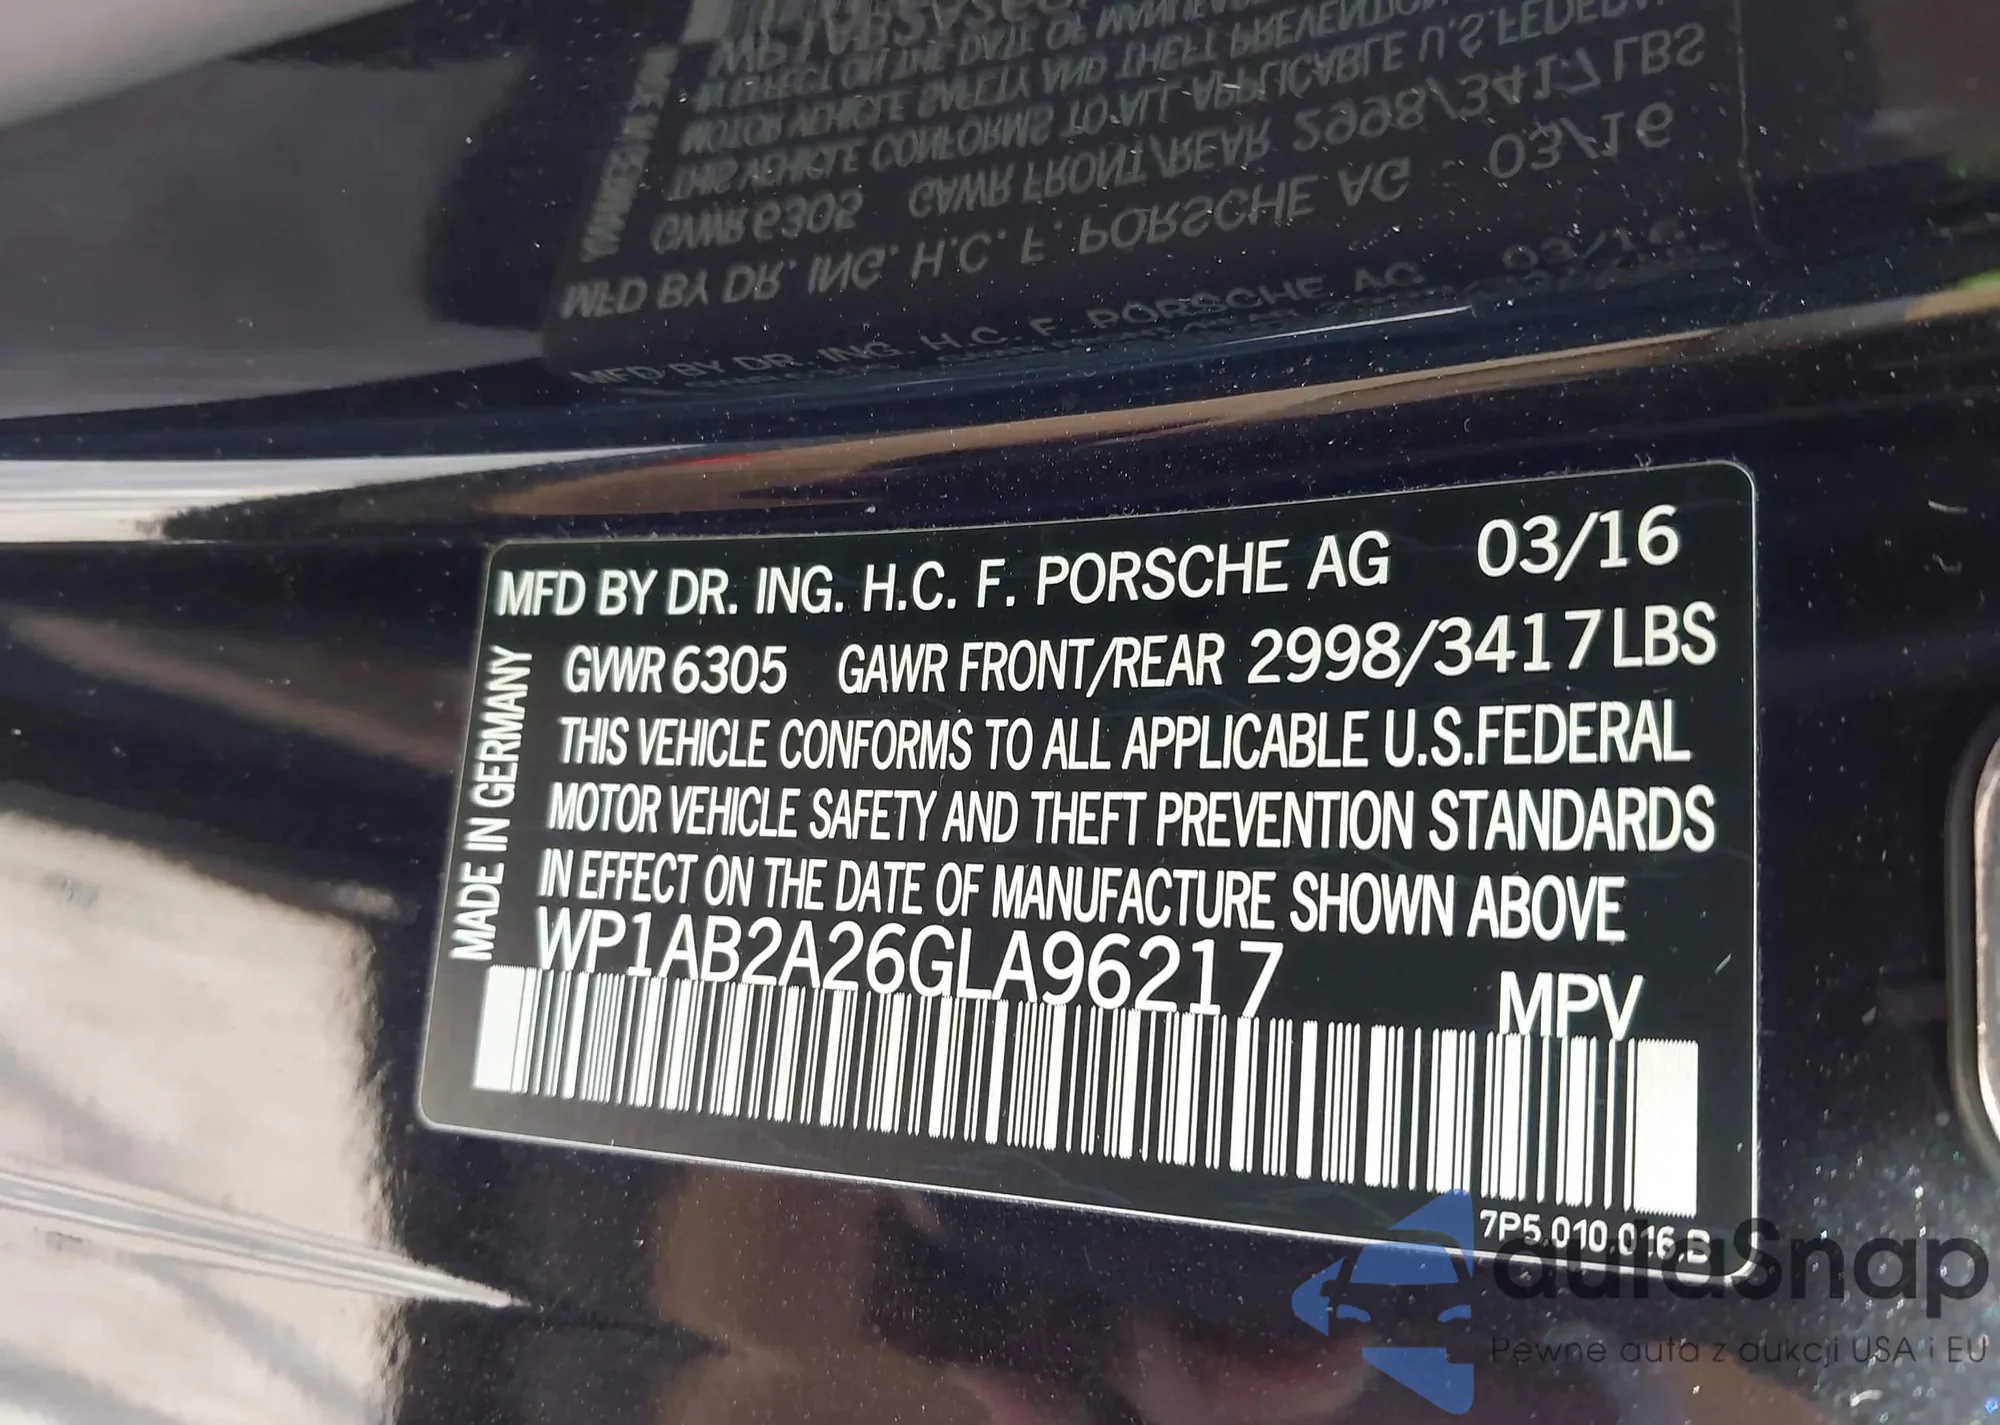 MFD BY DR. ING. H.C. F. PORSCHE AG 03/16
GVWR 6305 GAWR FRONT/REAR 2998/3417 LBS
THIS VEHICLE CONFORMS TO ALL APPLICABLE U.S.FEDERAL
MOTOR VEHICLE SAFETY AND THEFT PREVENTION STANDARDS
IN EFFECT ON THE DATE OF MANUFACTURE SHOWN ABOVE
WP1AB2A26GLA96217 MPV
MADE IN GERMANY
7P5.010.016.B
autaSnap
Pewne auta z aukcji USA i EU